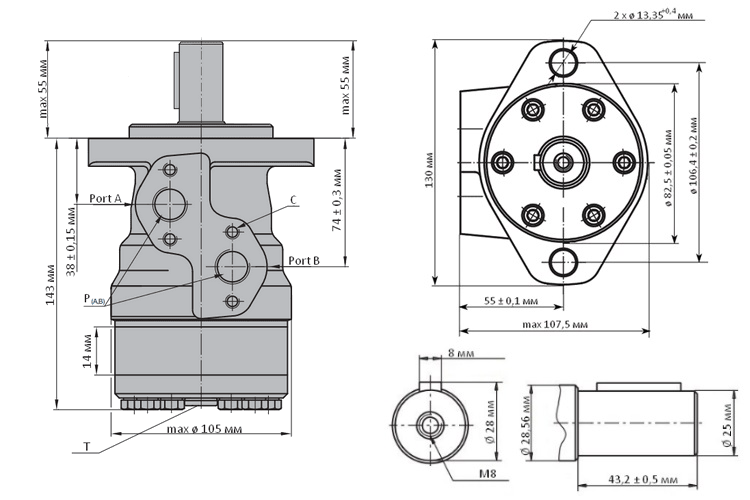 2 x ø 13,35⁺⁰·⁴ мм
max 55 мм
max 55 мм
Port A
C
38 ± 0,15 мм
74 ± 0,3 мм
143 мм
Port B
P(A,B)
14 мм
max ø 105 мм
T
130 мм
ø 82,5 ± 0,05 мм
ø 106,4 ± 0,2 мм
55 ± 0,1 мм
max 107,5 мм
8 мм
Ø 28 мм
Ø 28,56 мм
Ø 25 мм
M8
43,2 ± 0,5 мм